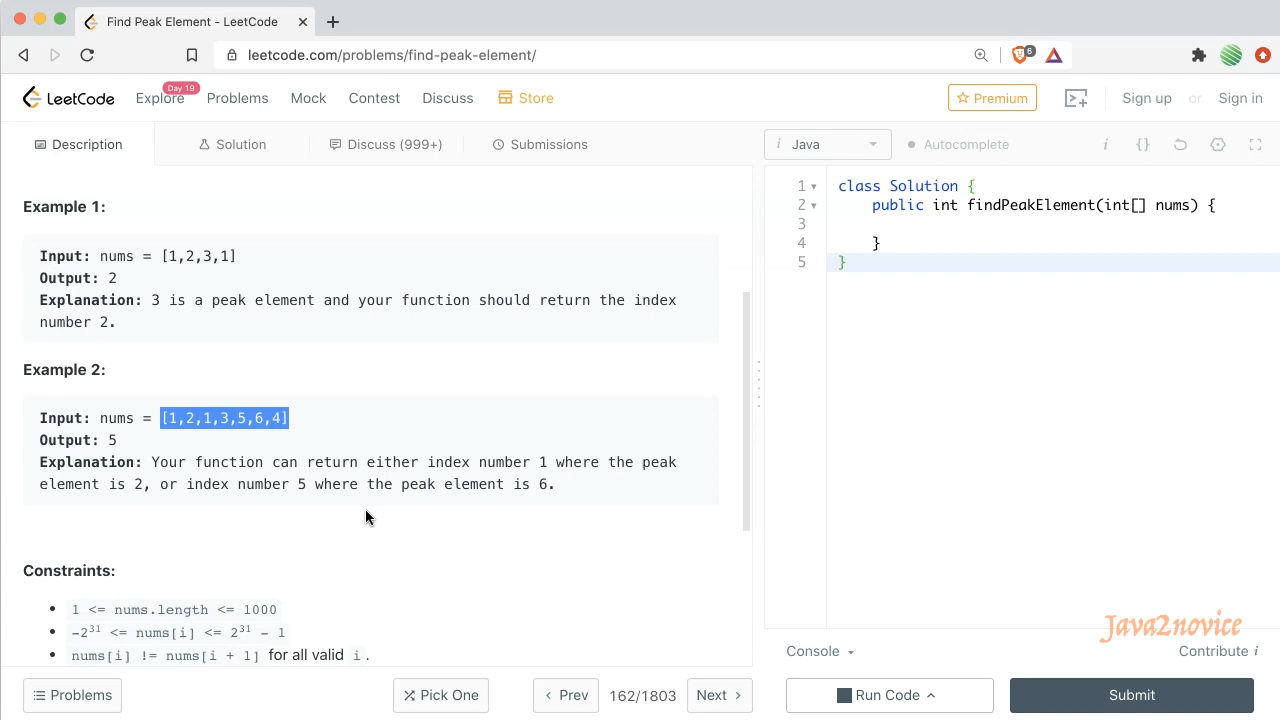 Find Peak Element - LeetCode
leetcode.com/problems/find-peak-element/
6
LeetCode
Explore
Day 19
Problems
Mock
Contest
Discuss
Store
Premium
Sign up
or
Sign in
Description
Solution
Discuss (999+)
Submissions
i Java
Autocomplete
i
{}
Example 1:
Input: nums = [1,2,3,1]
Output: 2
Explanation: 3 is a peak element and your function should return the index
number 2.
Example 2:
Input: nums = [1,2,1,3,5,6,4]
Output: 5
Explanation: Your function can return either index number 1 where the peak
element is 2, or index number 5 where the peak element is 6.
Constraints:
1 <= nums.length <= 1000
-2^31 <= nums[i] <= 2^31 - 1
nums[i] != nums[i + 1] for all valid i.
1 class Solution {
2 public int findPeakElement(int[] nums) {
3
4 }
5 }
Java2novice
Console
Contribute i
Problems
Pick One
Prev
162/1803
Next
Run Code
Submit